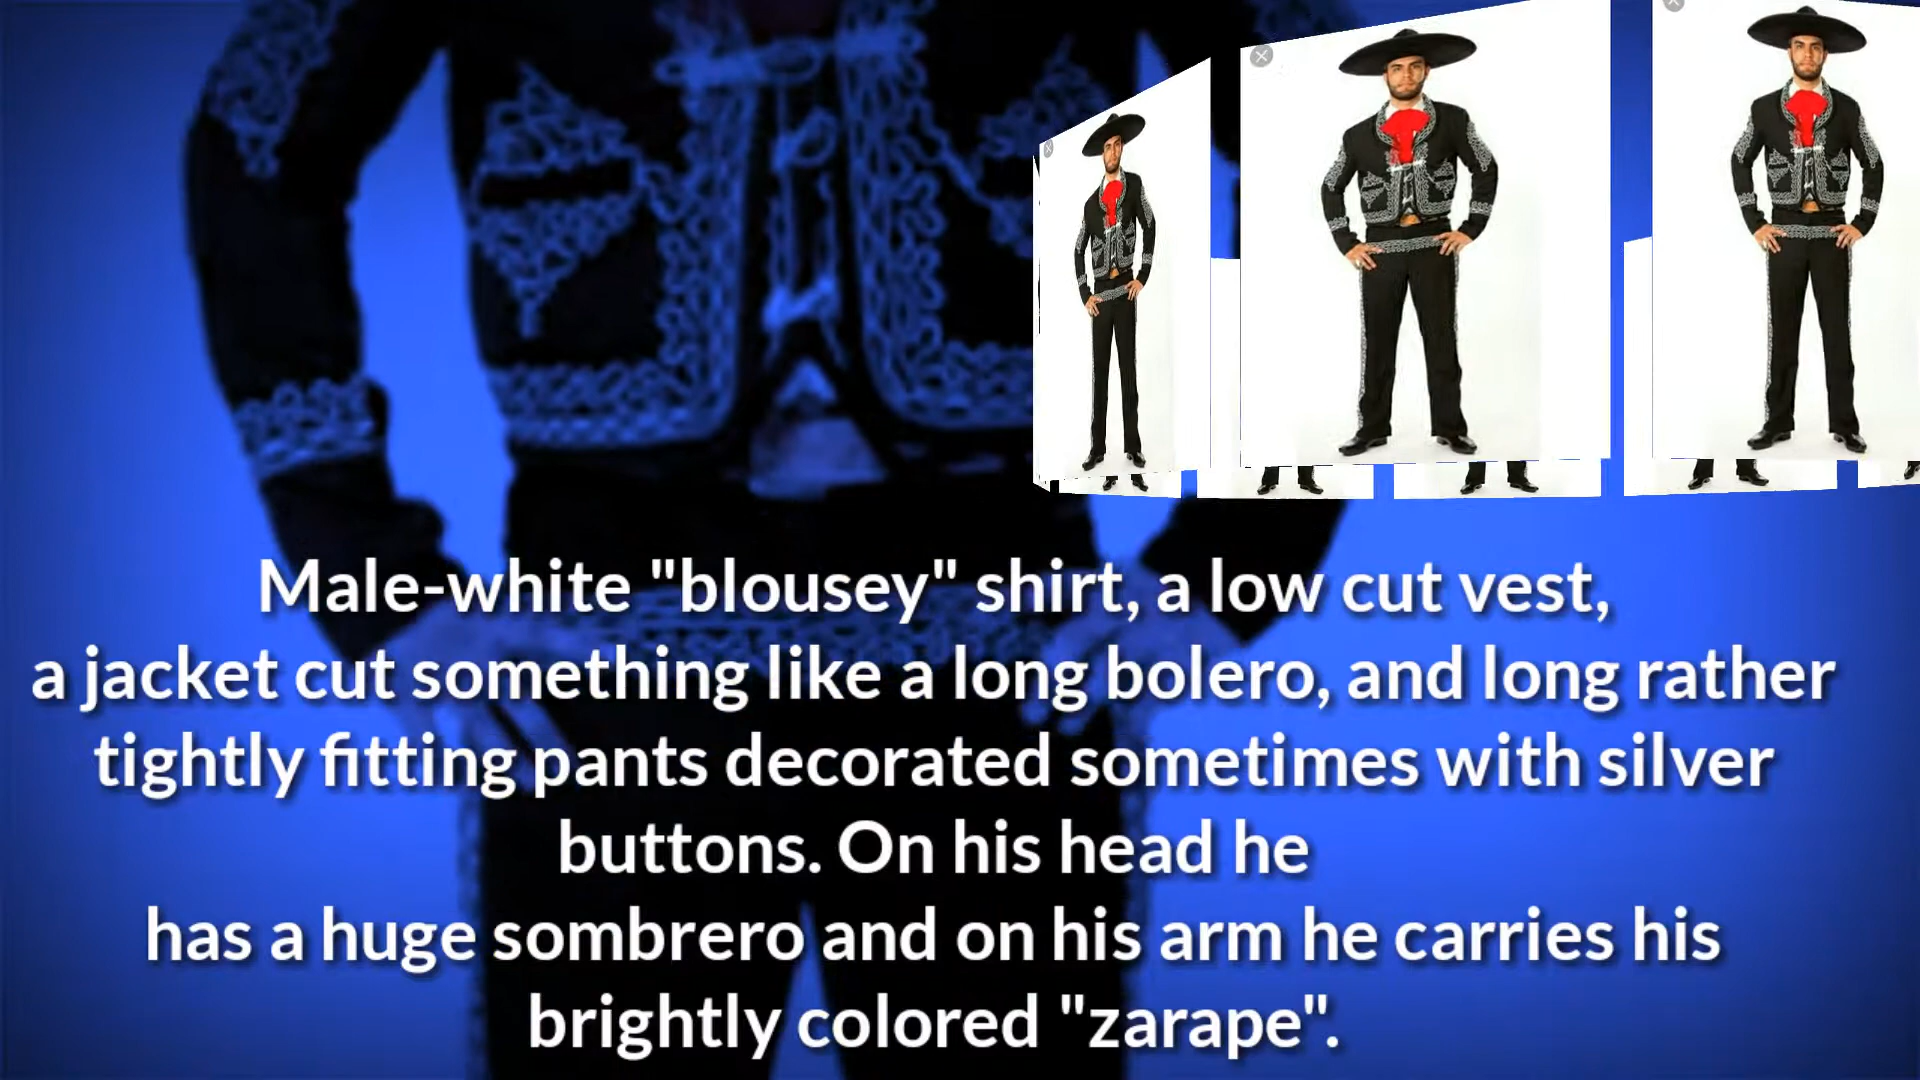 Male-white "blousey" shirt, a low cut vest,
a jacket cut something like a long bolero, and long rather
tightly fitting pants decorated sometimes with silver
buttons. On his head he
has a huge sombrero and on his arm he carries his
brightly colored "zarape".